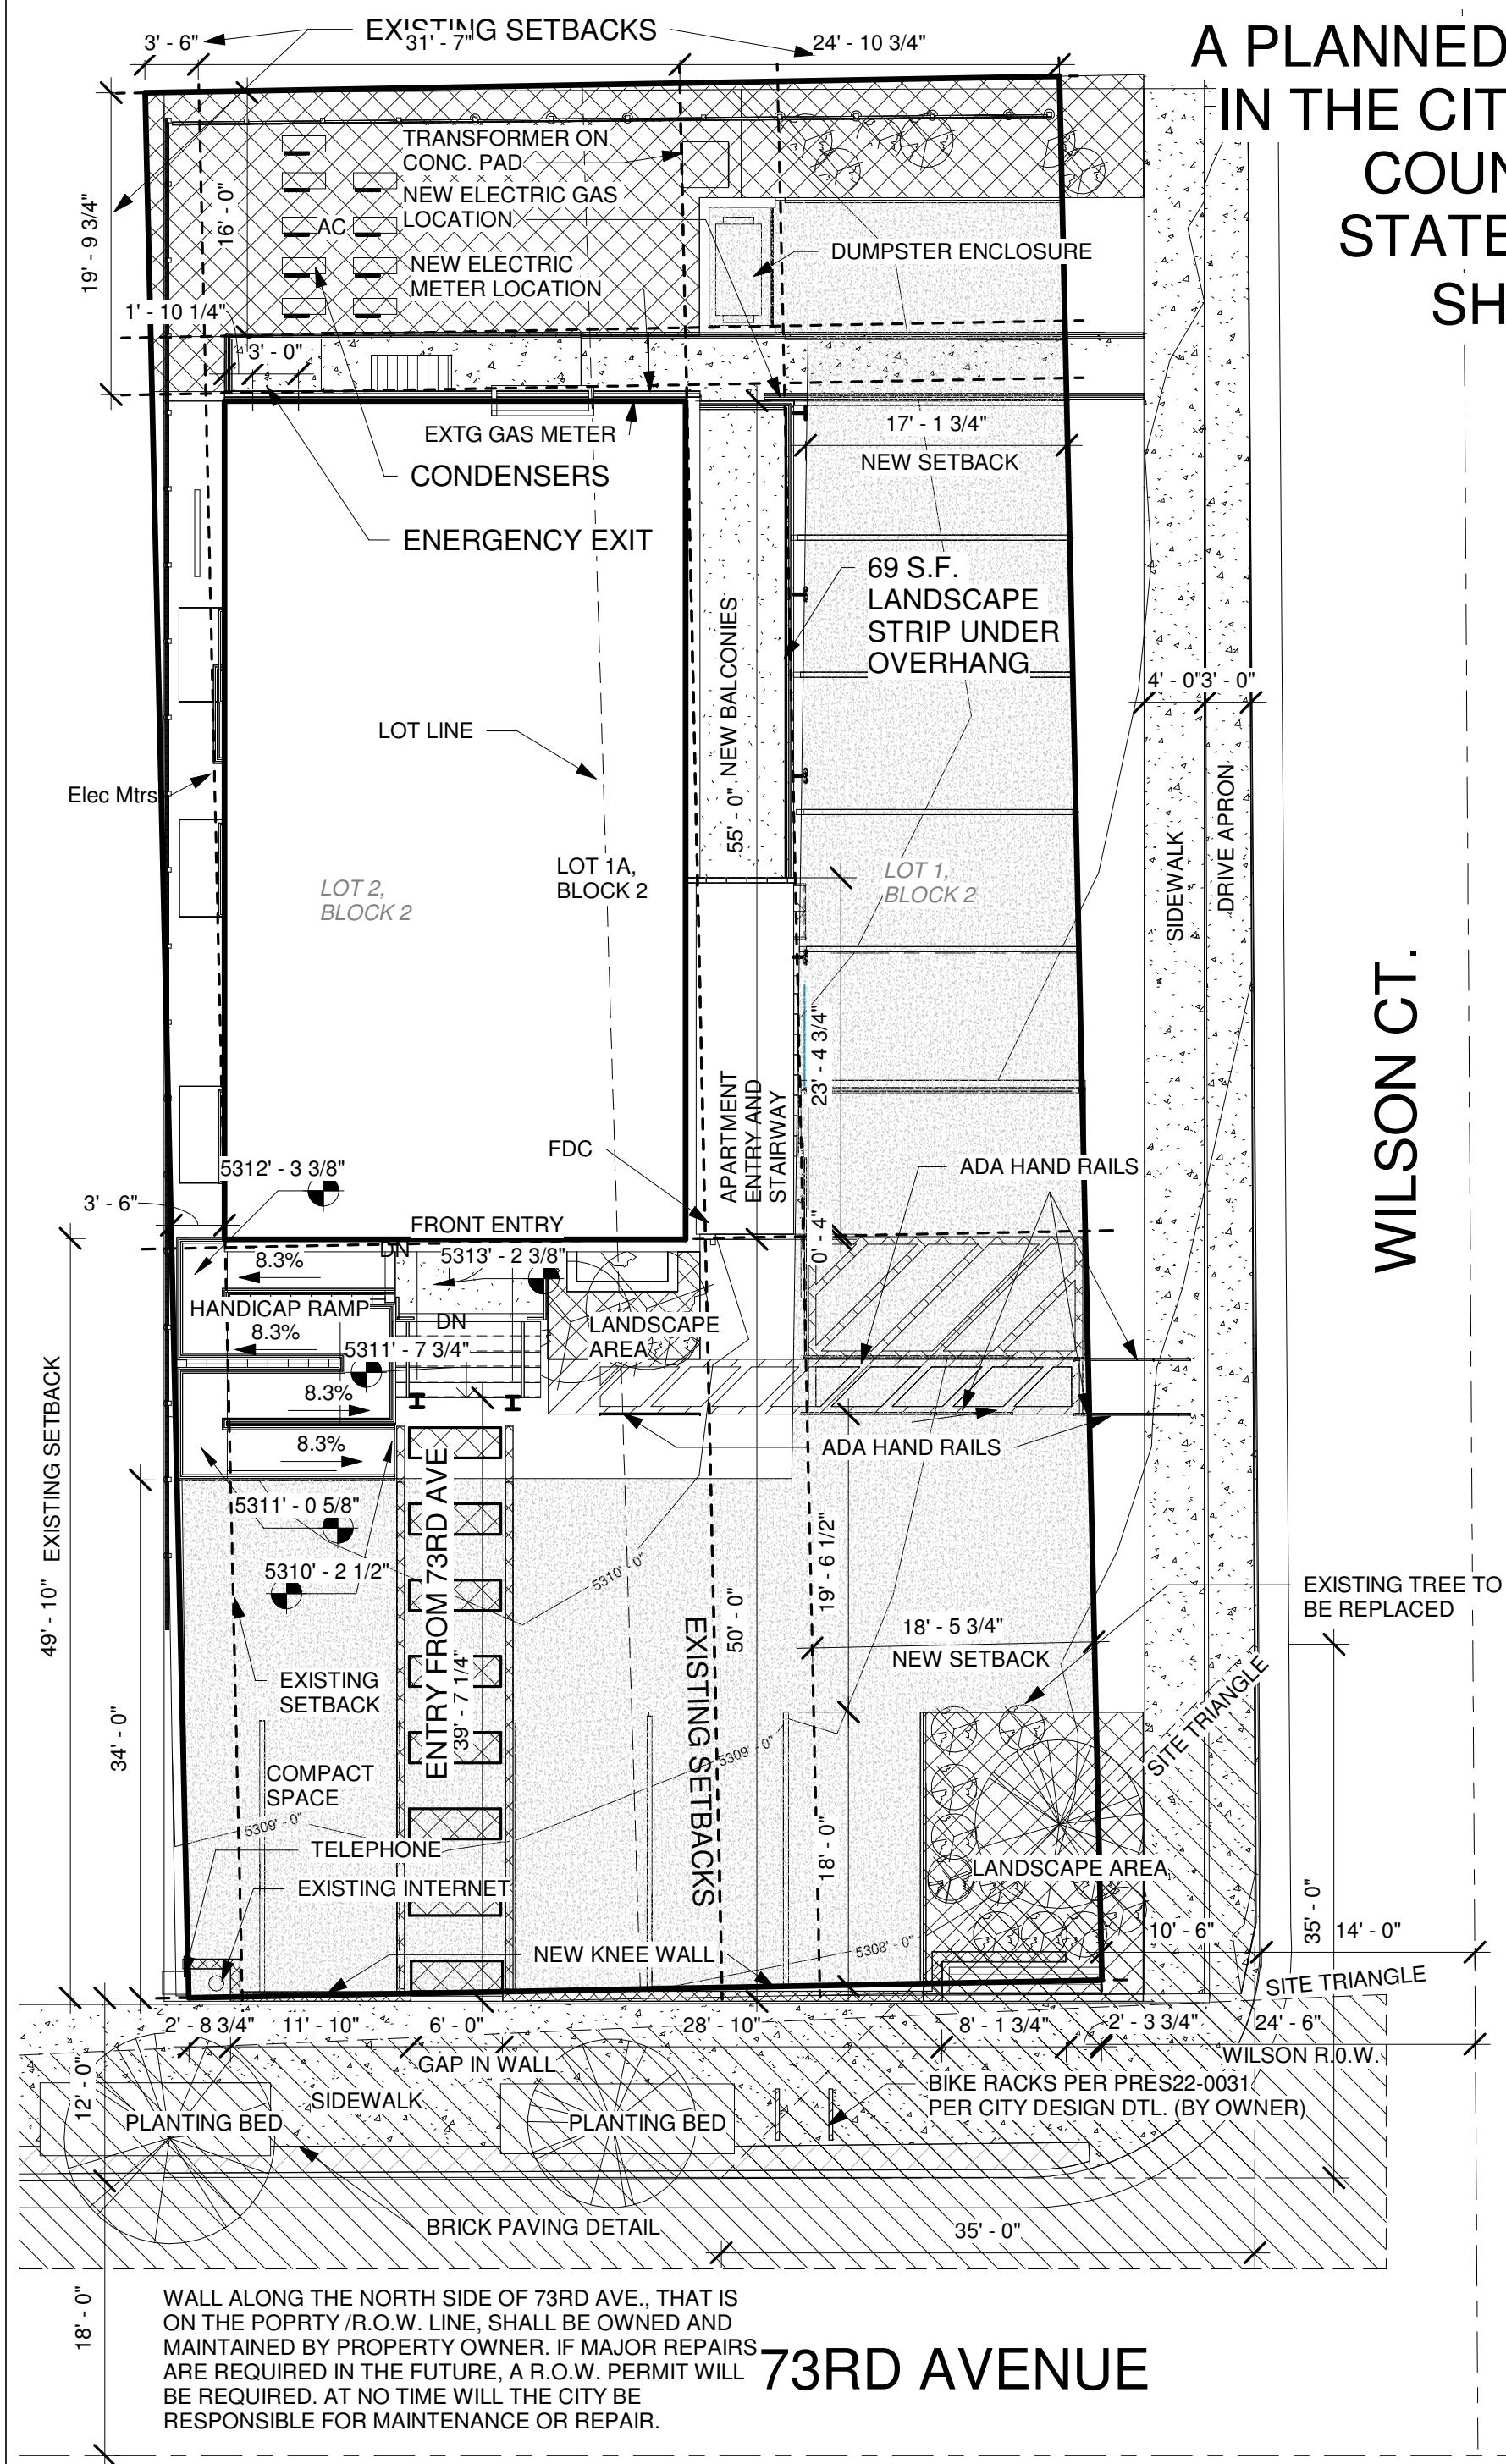 EXISTING SETBACKS
3' - 6"
31' - 7"
24' - 10 3/4"
A PLANNED
IN THE CIT
COUN
STATE
SH
TRANSFORMER ON
CONC. PAD
NEW ELECTRIC GAS
LOCATION
AC
16' - 0"
19' - 9 3/4"
DUMPSTER ENCLOSURE
NEW ELECTRIC
METER LOCATION
1' - 10 1/4"
3' - 0"
EXTG GAS METER
17' - 1 3/4"
NEW SETBACK
CONDENSERS
ENERGENCY EXIT
69 S.F.
LANDSCAPE
STRIP UNDER
OVERHANG
55' - 0" NEW BALCONIES
4' - 0"
3' - 0"
LOT LINE
Elec Mtrs
SIDEWALK
DRIVE APRON
LOT 1A,
BLOCK 2
LOT 2,
BLOCK 2
LOT 1,
BLOCK 2
WILSON CT.
23' - 4 3/4"
APARTMENT
ENTRY AND
STAIRWAY
FDC
ADA HAND RAILS
5312' - 3 3/8"
3' - 6"
FRONT ENTRY
0' - 4"
DN
5313' - 2 3/8"
8.3%
HANDICAP RAMP
8.3%
DN
LANDSCAPE
AREA
5311' - 7 3/4"
8.3%
8.3%
ADA HAND RAILS
49' - 10" EXISTING SETBACK
5311' - 0 5/8"
5310' - 2 1/2"
5310' - 0"
ENTRY FROM 73RD AVE
39' - 7 1/4"
19' - 6 1/2"
50' - 0"
EXISTING SETBACKS
EXISTING TREE TO
BE REPLACED
18' - 5 3/4"
NEW SETBACK
EXISTING
SETBACK
34' - 0"
SITE TRIANGLE
5309' - 0"
COMPACT
SPACE
5309' - 0"
TELEPHONE
18' - 0"
LANDSCAPE AREA
EXISTING INTERNET
35' - 0"
10' - 6"
14' - 0"
NEW KNEE WALL
5308' - 0"
SITE TRIANGLE
2' - 8 3/4"
11' - 10"
6' - 0"
28' - 10"
8' - 1 3/4"
2' - 3 3/4"
24' - 6"
WILSON R.O.W.
GAP IN WALL
12' - 0"
SIDEWALK
BIKE RACKS PER PRES22-0031
PER CITY DESIGN DTL. (BY OWNER)
PLANTING BED
PLANTING BED
BRICK PAVING DETAIL
35' - 0"
18' - 0"
WALL ALONG THE NORTH SIDE OF 73RD AVE., THAT IS
ON THE POPRTY /R.O.W. LINE, SHALL BE OWNED AND
MAINTAINED BY PROPERTY OWNER. IF MAJOR REPAIRS
ARE REQUIRED IN THE FUTURE, A R.O.W. PERMIT WILL
BE REQUIRED. AT NO TIME WILL THE CITY BE
RESPONSIBLE FOR MAINTENANCE OR REPAIR.
73RD AVENUE